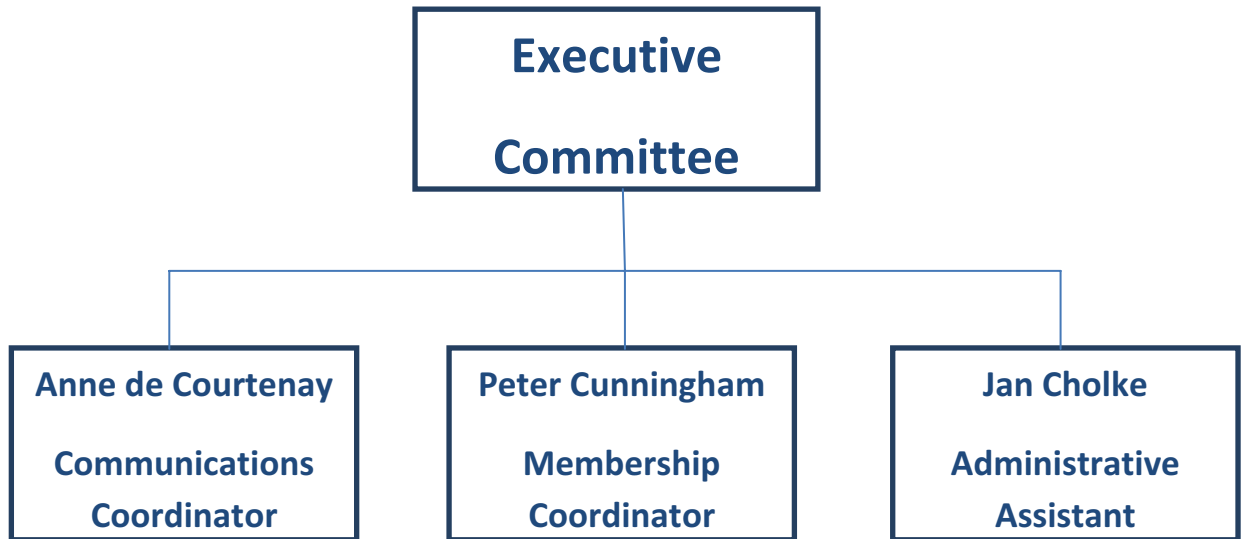 Executive
Committee
Anne de Courtenay
Communications
Coordinator
Peter Cunningham
Membership
Coordinator
Jan Cholke
Administrative
Assistant